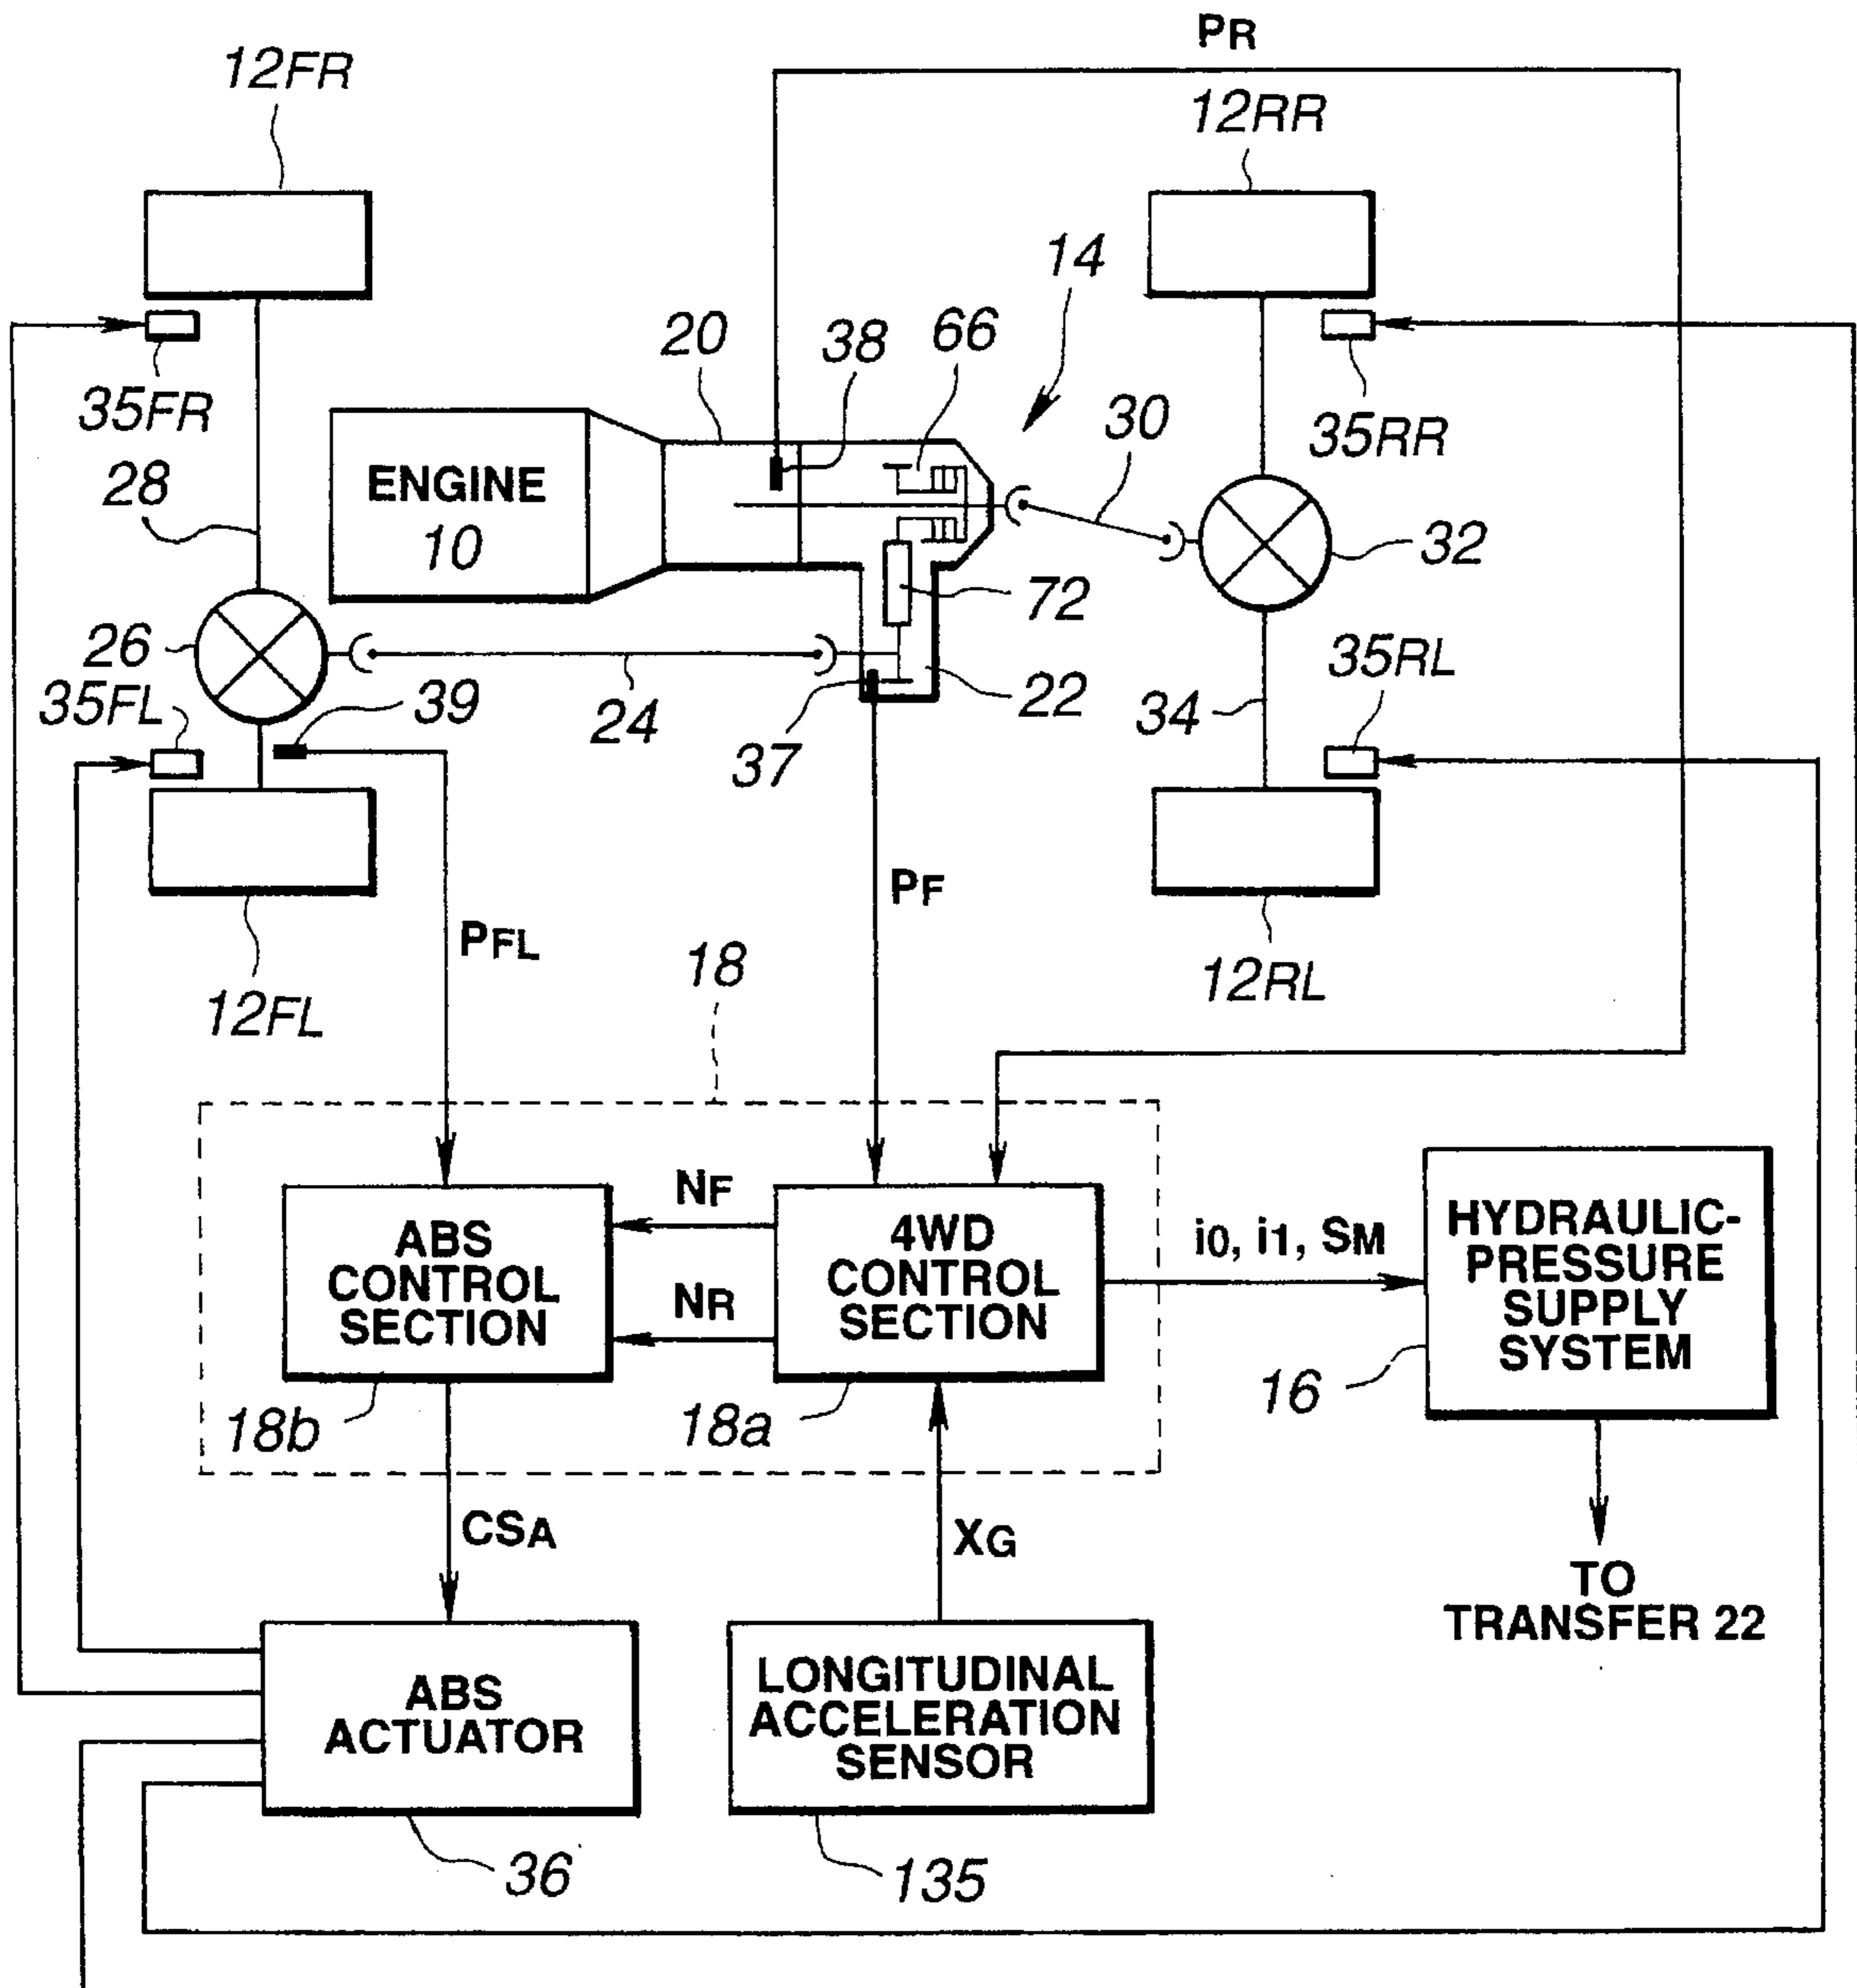 PR
12FR
12RR
14
20
38
66
35FR
30
35RR
28
ENGINE
10
32
72
26
35RL
35FL
39
24
22
34
37
PF
PFL
18
12RL
12FL
NF
ABS
CONTROL
SECTION
4WD
CONTROL
SECTION
i0, i1, SM
HYDRAULIC-
PRESSURE
SUPPLY
SYSTEM
NR
16
18b
18a
CSA
XG
TO
TRANSFER 22
ABS
ACTUATOR
LONGITUDINAL
ACCELERATION
SENSOR
36
135